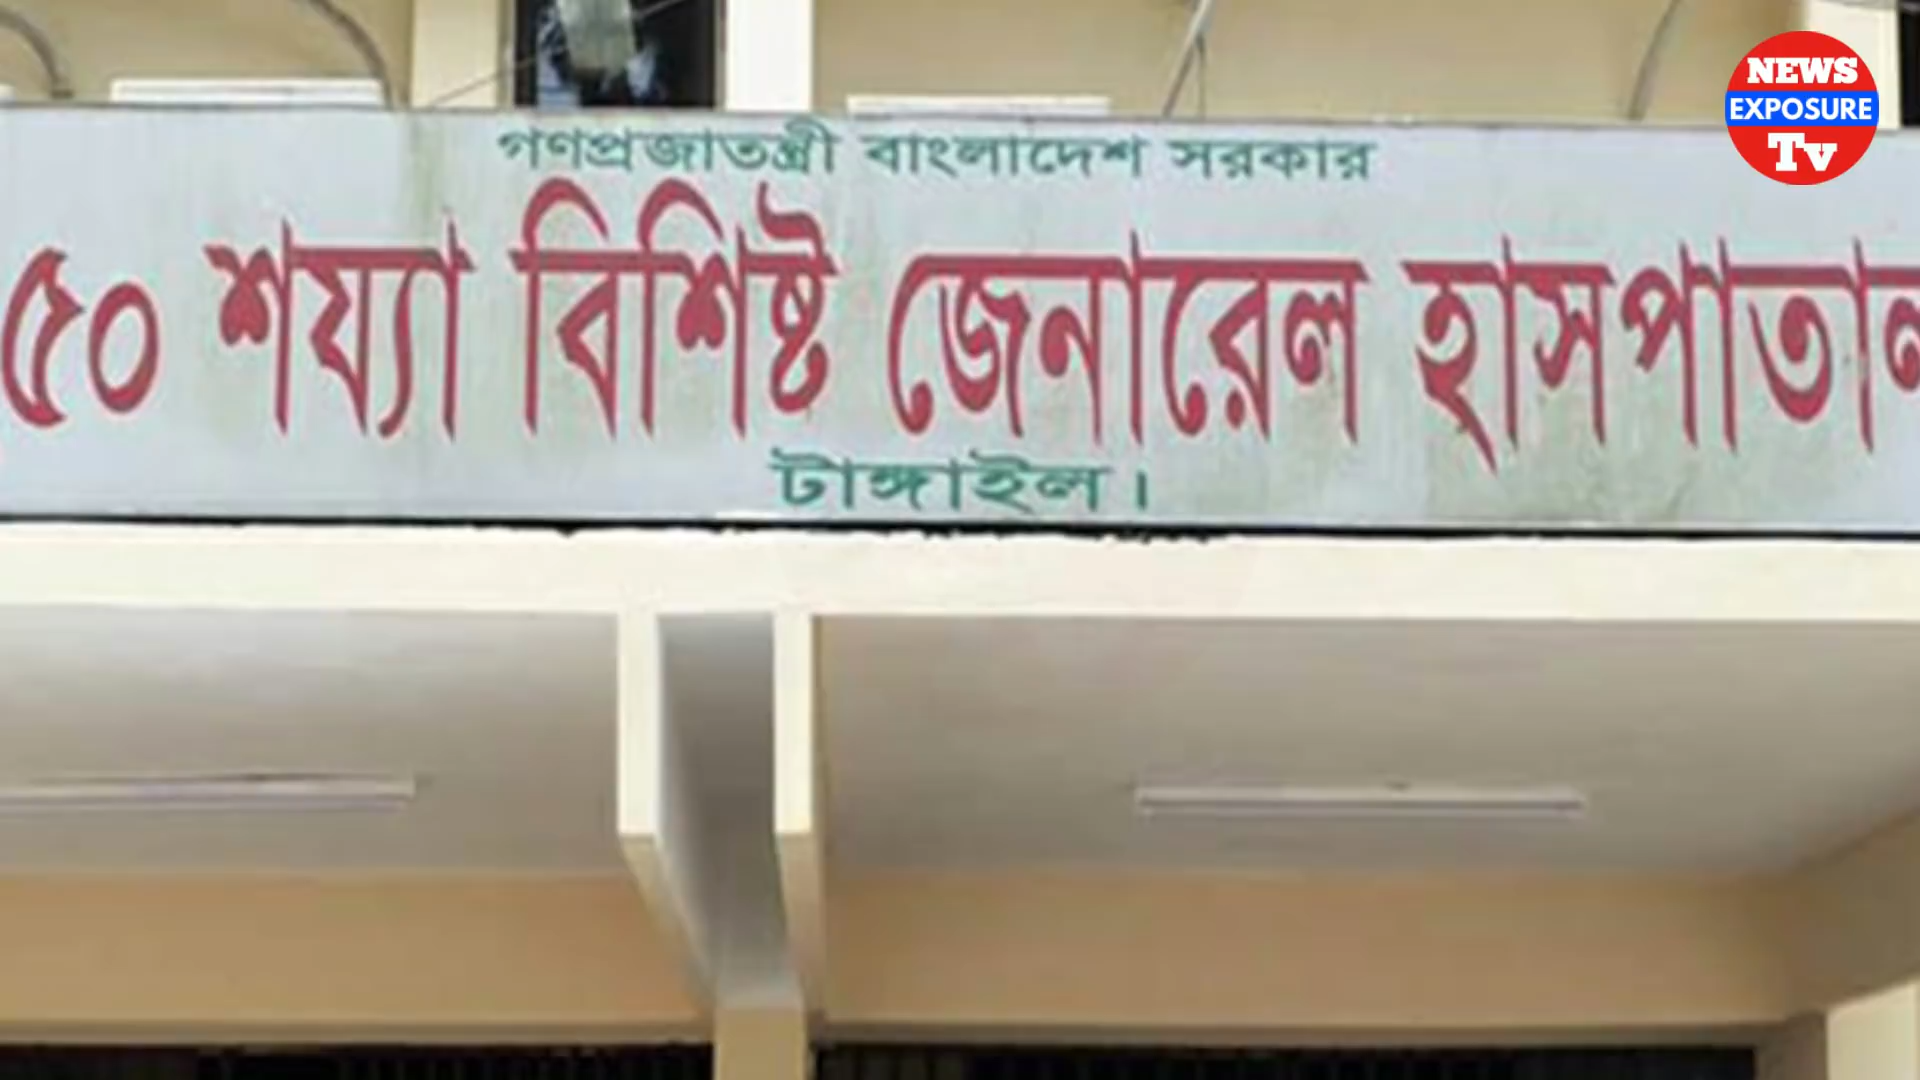 গণপ্রজাতন্ত্রী বাংলাদেশ সরকার
৫০ শয্যা বিশিষ্ট জেনারেল হাসপাতাল
টাঙ্গাইল।
NEWS
EXPOSURE
Tv